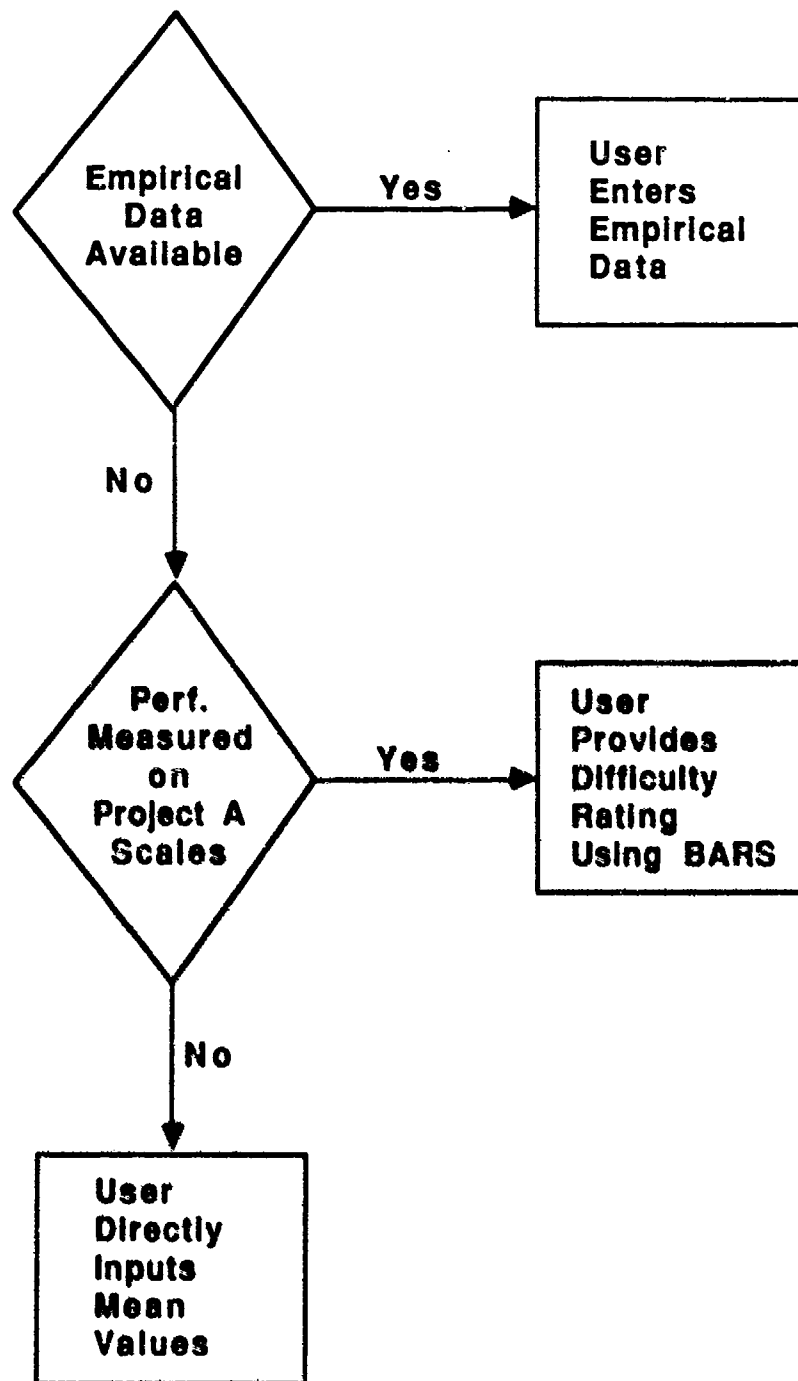 Empirical
Data
Available
Yes
User
Enters
Empirical
Data
No
Perf.
Measured
on
Project A
Scales
Yes
User
Provides
Difficulty
Rating
Using BARS
No
User
Directly
Inputs
Mean
Values